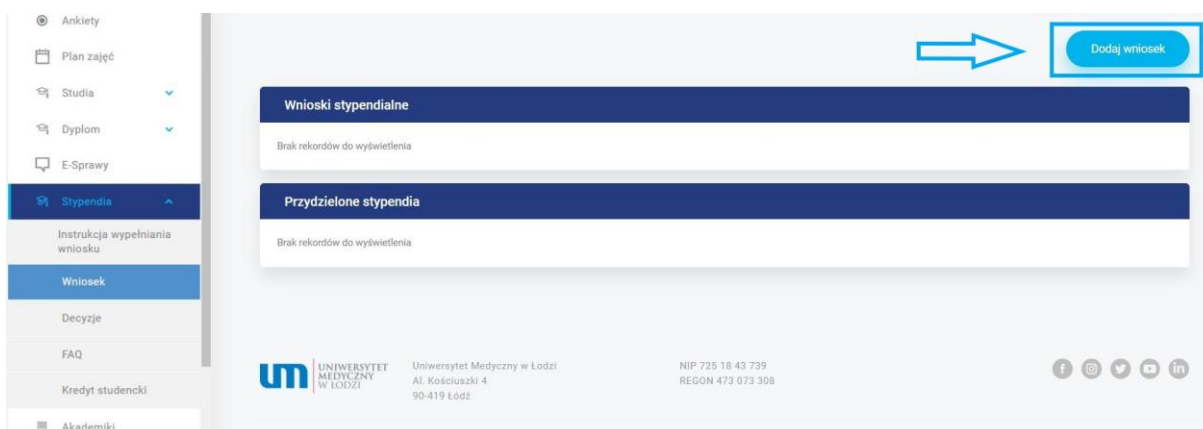 Ankiety
Plan zajęć
Studia
Dyplom
E-Sprawy
Stypendia
Instrukcja wypełniania
wniosku
Wniosek
Decyzje
FAQ
Kredyt studencki
Akademiki
Dodaj wniosek
Wnioski stypendialne
Brak rekordów do wyświetlenia
Przydzielone stypendia
Brak rekordów do wyświetlenia
um
UNIWERSYTET
MEDYCZNY
W ŁODZI
Uniwersytet Medyczny w Łodzi
Al. Kościuszki 4
90-419 Łódź
NIP 725 18 43 739
REGON 473 073 308